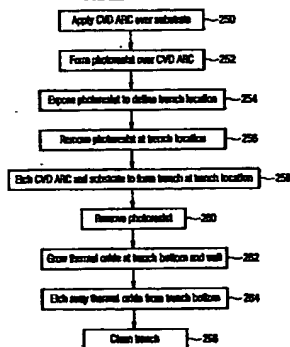 Apply CVD ARC over substrate 250
Form photoresist over CVD ARC 252
Expose photoresist to define trench location 254
Remove photoresist at trench location 256
Etch CVD ARC and substrate to form trench at trench location 258
Remove photoresist 260
Grow thermal oxide at trench bottom and wall 262
Etch away thermal oxide from trench bottom 264
Clean trench 266